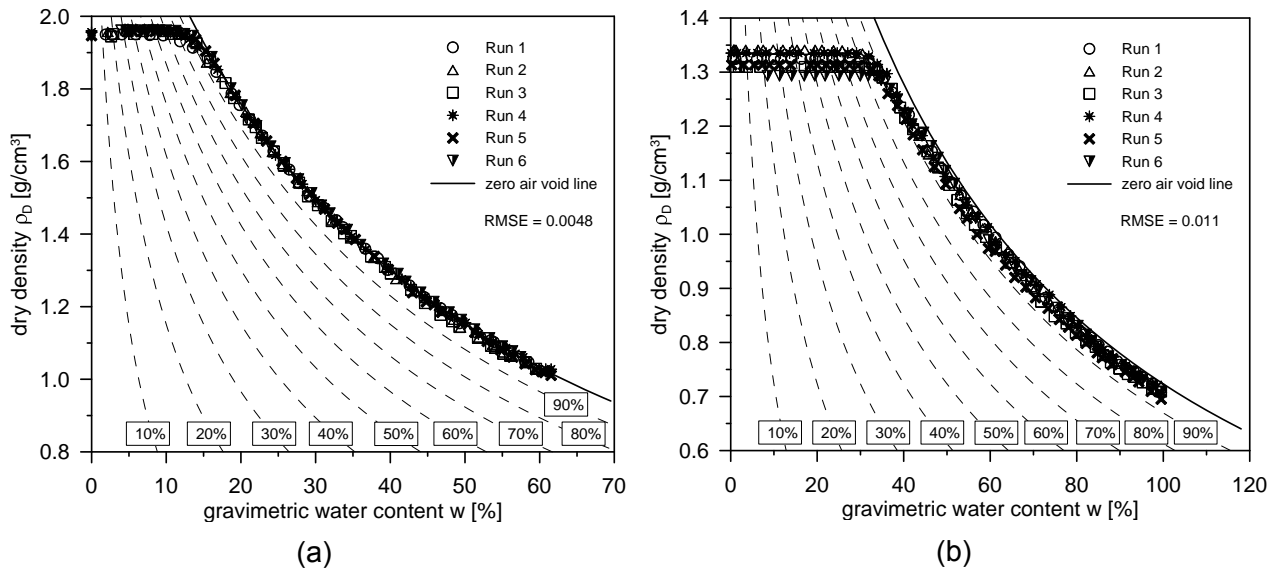 2.0
1.8
1.6
1.4
1.2
1.0
0.8
dry density ρD [g/cm³]
Run 1
Run 2
Run 3
Run 4
Run 5
Run 6
zero air void line
RMSE = 0.0048
90%
10% 20% 30% 40% 50% 60% 70% 80%
0 10 20 30 40 50 60 70
gravimetric water content w [%]
(a)
1.4
1.3
1.2
1.1
1.0
0.9
0.8
0.7
0.6
dry density ρD [g/cm³]
Run 1
Run 2
Run 3
Run 4
Run 5
Run 6
zero air void line
RMSE = 0.011
10% 20% 30% 40% 50% 60% 70% 80% 90%
0 20 40 60 80 100 120
gravimetric water content w [%]
(b)